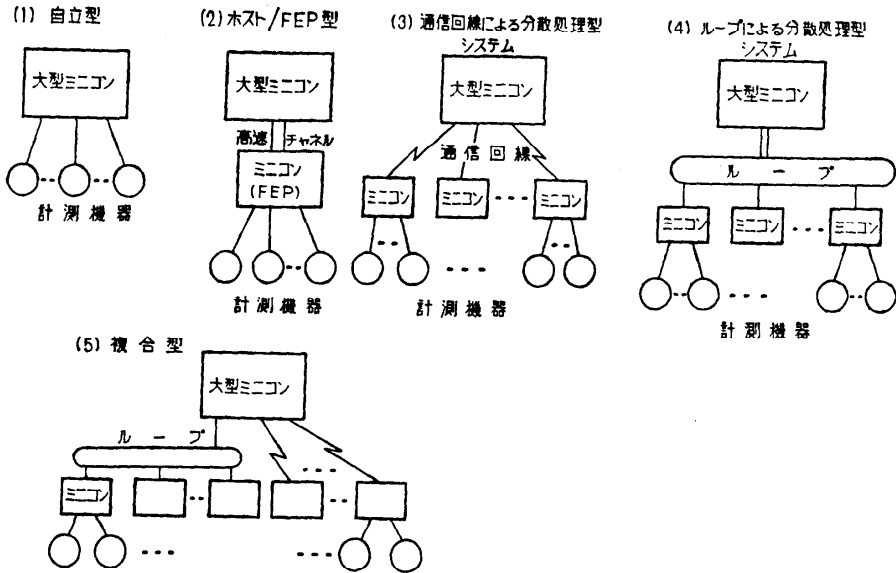 (1) 自立型
大型ミニコン
計測機器
(2) ホスト/FEP型
大型ミニコン
高速 チャネル
ミニコン
(FEP)
計測機器
(3) 通信回線による分散処理型
システム
大型ミニコン
通信回線
ミニコン ミニコン ミニコン
計測機器
(4) ループによる分散処理型
システム
大型ミニコン
ループ
ミニコン ミニコン ミニコン
計測機器
(5) 複合型
大型ミニコン
ループ
ミニコン